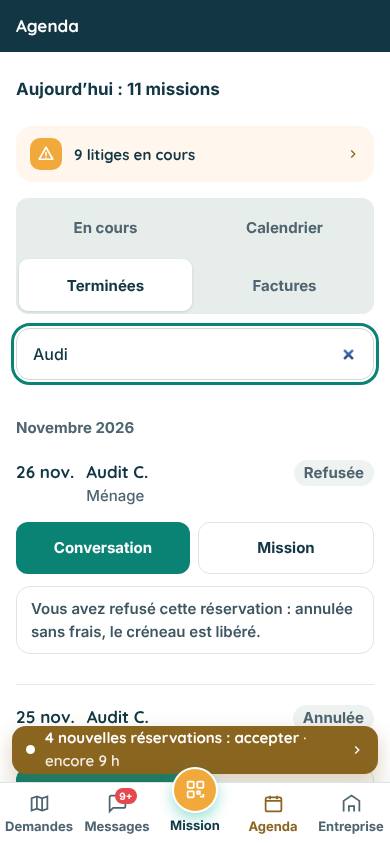 Agenda
Aujourd’hui : 11 missions
9 litiges en cours
En cours
Calendrier
Terminées
Factures
Audi
Novembre 2026
26 nov.
Audit C.
Refusée
Ménage
Conversation
Mission
Vous avez refusé cette réservation : annulée
sans frais, le créneau est libéré.
25 nov.
Audit C.
Annulée
4 nouvelles réservations : accepter ·
encore 9 h
9+
Demandes
Messages
Mission
Agenda
Entreprise